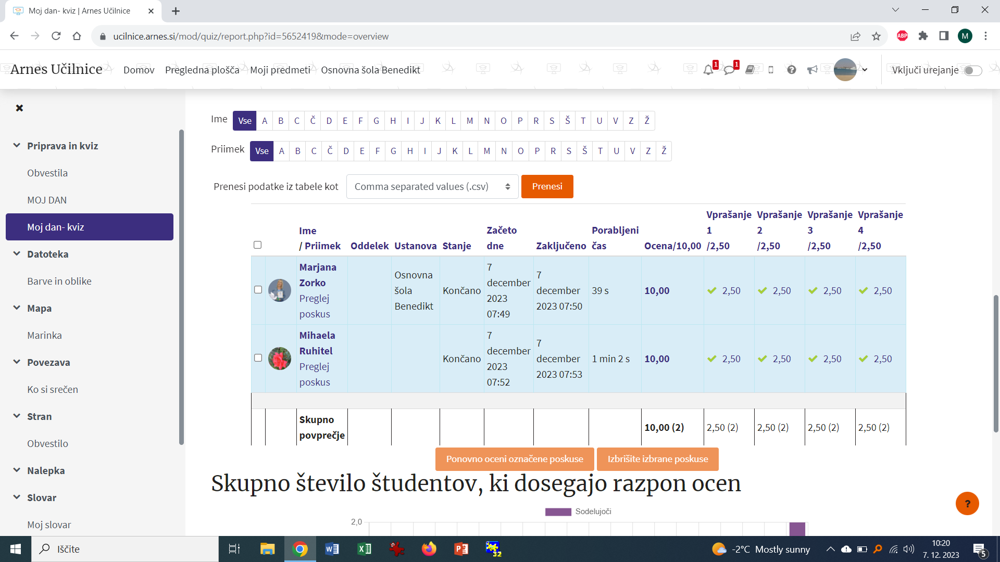 Moj dan- kviz | Arnes Učilnice
ucilnice.arnes.si/mod/quiz/report.php?id=5652419&mode=overview
ABP
M
Arnes Učilnice
Domov
Pregledna plošča
Moji predmeti
Osnovna šola Benedikt
1
1
Vključi urejanje
Priprava in kviz
Obvestila
MOJ DAN
Moj dan- kviz
Datoteka
Barve in oblike
Mapa
Marinka
Povezava
Ko si srečen
Stran
Obvestilo
Nalepka
Slovar
Moj slovar
Ime Vse A B C Č D E F G H I J K L M N O P R S Š T U V Z Ž
Priimek Vse A B C Č D E F G H I J K L M N O P R S Š T U V Z Ž
Prenesi podatke iz tabele kot Comma separated values (.csv) Prenesi
Ime
/ Priimek
Oddelek
Ustanova
Stanje
Začeto
dne
Zaključeno
Porabljeni
čas
Ocena/10,00
Vprašanje
1
/2,50
Vprašanje
2
/2,50
Vprašanje
3
/2,50
Vprašanje
4
/2,50
Marjana
Zorko
Preglej
poskus
Osnovna
šola
Benedikt
Končano
7
december
2023
07:49
7
december
2023 07:50
39 s
10,00
2,50
2,50
2,50
2,50
Mihaela
Ruhitel
Preglej
poskus
Končano
7
december
2023
07:52
7
december
2023 07:53
1 min 2 s
10,00
2,50
2,50
2,50
2,50
Skupno
povprečje
10,00 (2)
2,50 (2)
2,50 (2)
2,50 (2)
2,50 (2)
Ponovno oceni označene poskuse
Izbrišite izbrane poskuse
Skupno število študentov, ki dosegajo razpon ocen
Sodelujoči
2,0
?
Iščite
32
-2°C Mostly sunny
10:20
7. 12. 2023
5